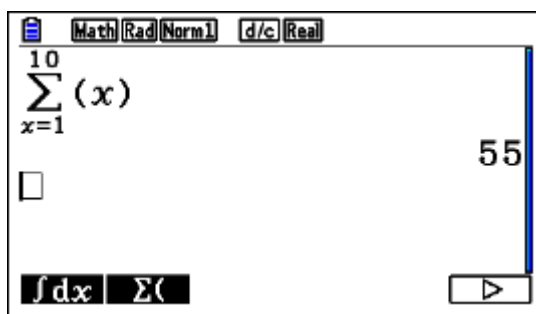 Math Rad Norm1 d/c Real
10
∑ (x)
x=1
55
∫dx Σ( ▷